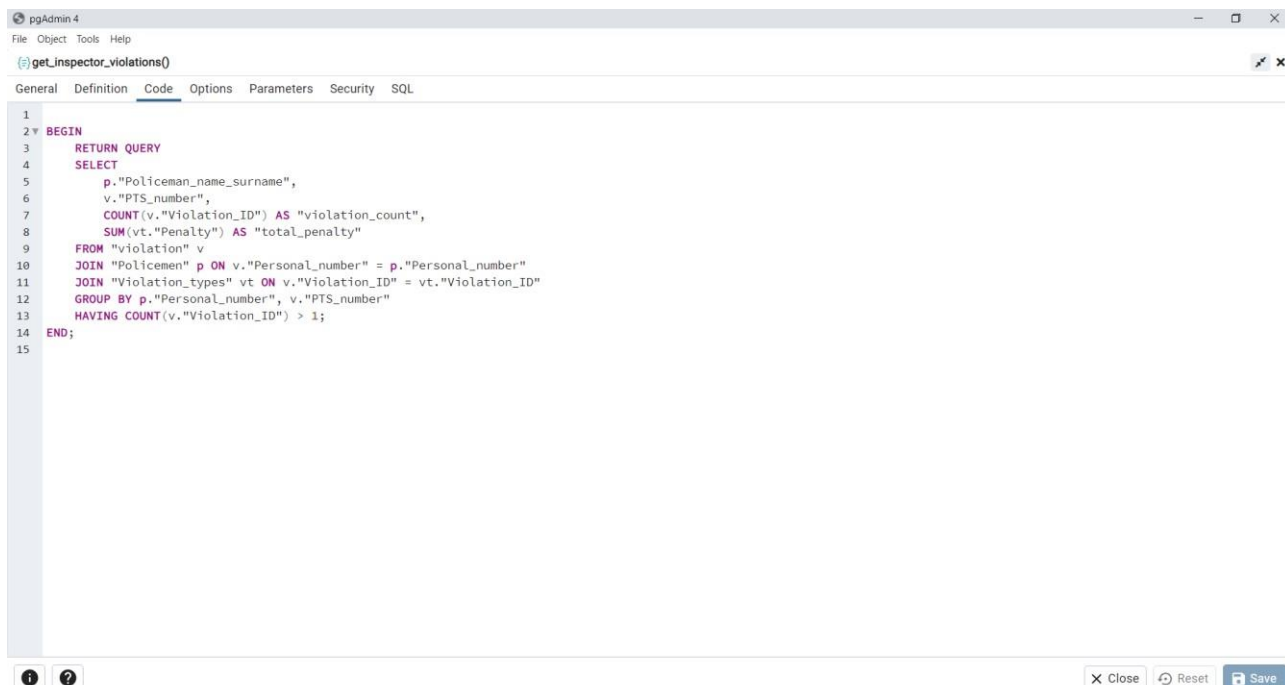 pgAdmin 4
File Object Tools Help
get_inspector_violations()
General Definition Code Options Parameters Security SQL
1
2 BEGIN
3 RETURN QUERY
4 SELECT
5 p."Policeman_name_surname",
6 v."PTS_number",
7 COUNT(v."Violation_ID") AS "violation_count",
8 SUM(vt."Penalty") AS "total_penalty"
9 FROM "violation" v
10 JOIN "Policemen" p ON v."Personal_number" = p."Personal_number"
11 JOIN "Violation_types" vt ON v."Violation_ID" = vt."Violation_ID"
12 GROUP BY p."Personal_number", v."PTS_number"
13 HAVING COUNT(v."Violation_ID") > 1;
14 END;
15
Close Reset Save